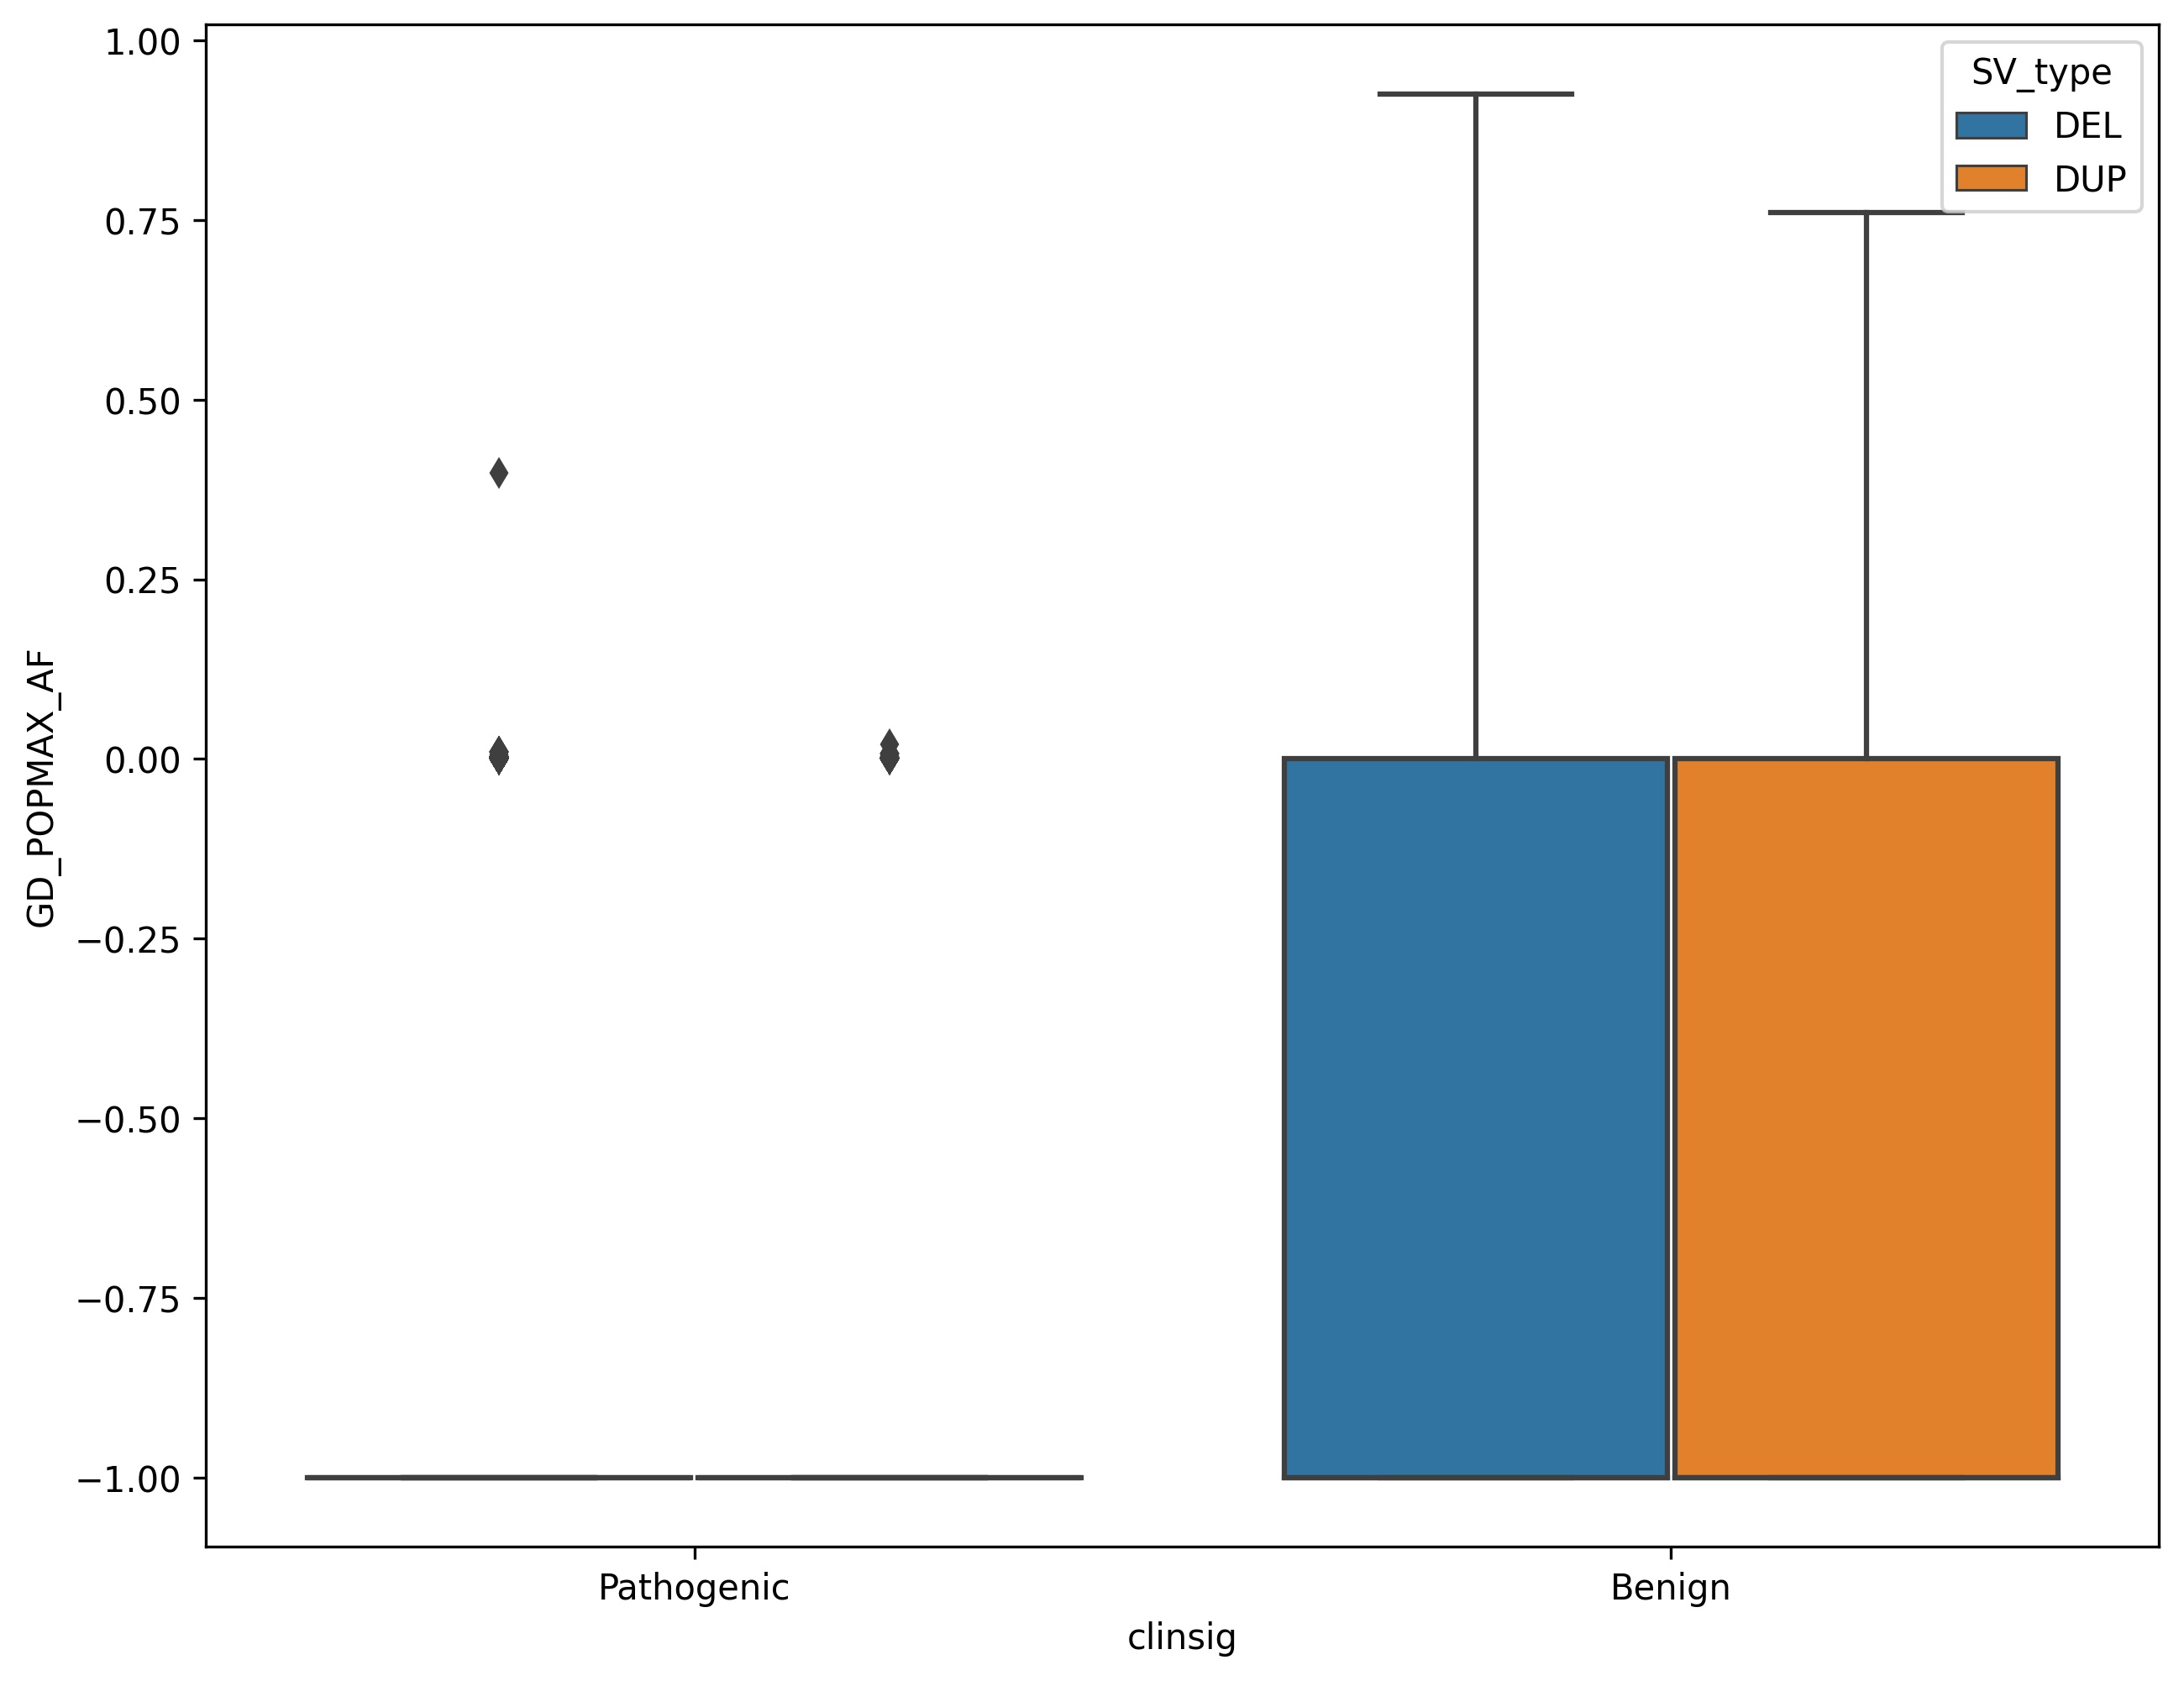 1.00
0.75
0.50
0.25
0.00
−0.25
−0.50
−0.75
−1.00
GD_POPMAX_AF
SV_type
DEL
DUP
Pathogenic
Benign
clinsig